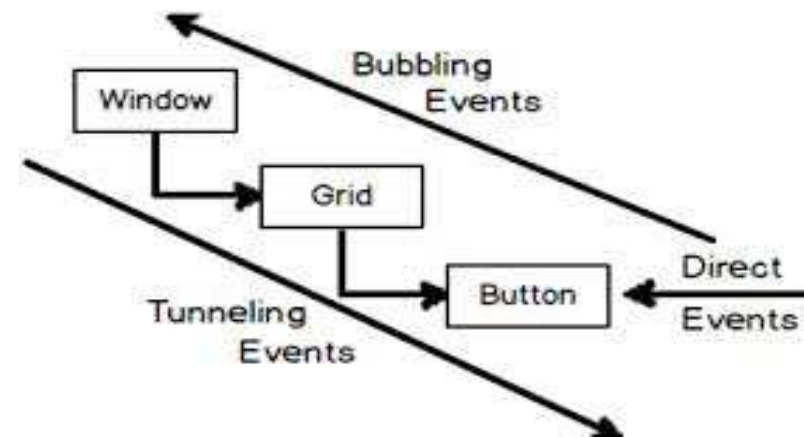 Bubbling
Events
Window
Grid
Direct
Events
Button
Tunneling
Events